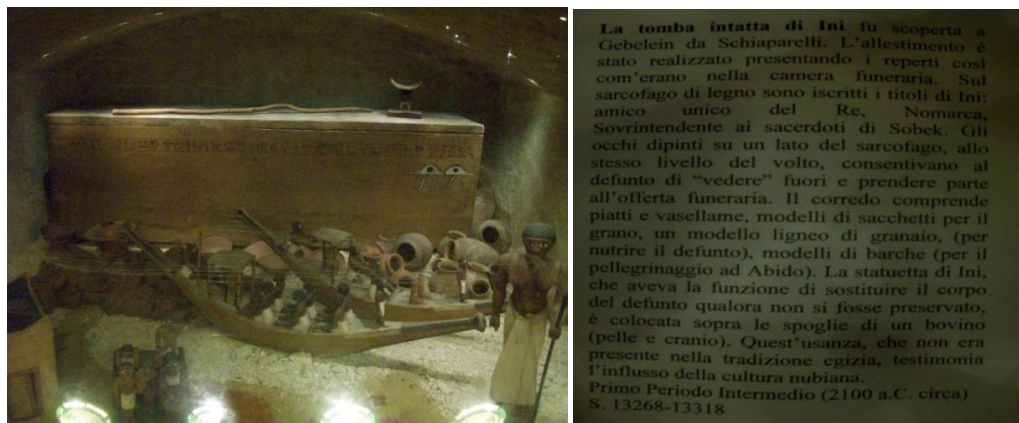 La tomba intatta di Ini fu scoperta a
Gebelein da Schiaparelli. L'allestimento è
stato realizzato presentando i reperti così
com'erano nella camera funeraria. Sul
sarcofago di legno sono iscritti i titoli di Ini:
amico unico del Re, Nomarca,
Sovrintendente ai sacerdoti di Sobek. Gli
occhi dipinti su un lato del sarcofago, allo
stesso livello del volto, consentivano al
defunto di “vedere” fuori e prendere parte
all'offerta funeraria. Il corredo comprende
piatti e vasellame, modelli di sacchetti per il
grano, un modello ligneo di granaio, (per
nutrire il defunto), modelli di barche (per il
pellegrinaggio ad Abido). La statuetta di Ini,
che aveva la funzione di sostituire il corpo
del defunto qualora non si fosse preservato,
è colocata sopra le spoglie di un bovino
(pelle e cranio). Quest'usanza, che non era
presente nella tradizione egizia, testimonia
l'influsso della cultura nubiana.
Primo Periodo Intermedio (2100 a.C. circa)
S. 13268-13318